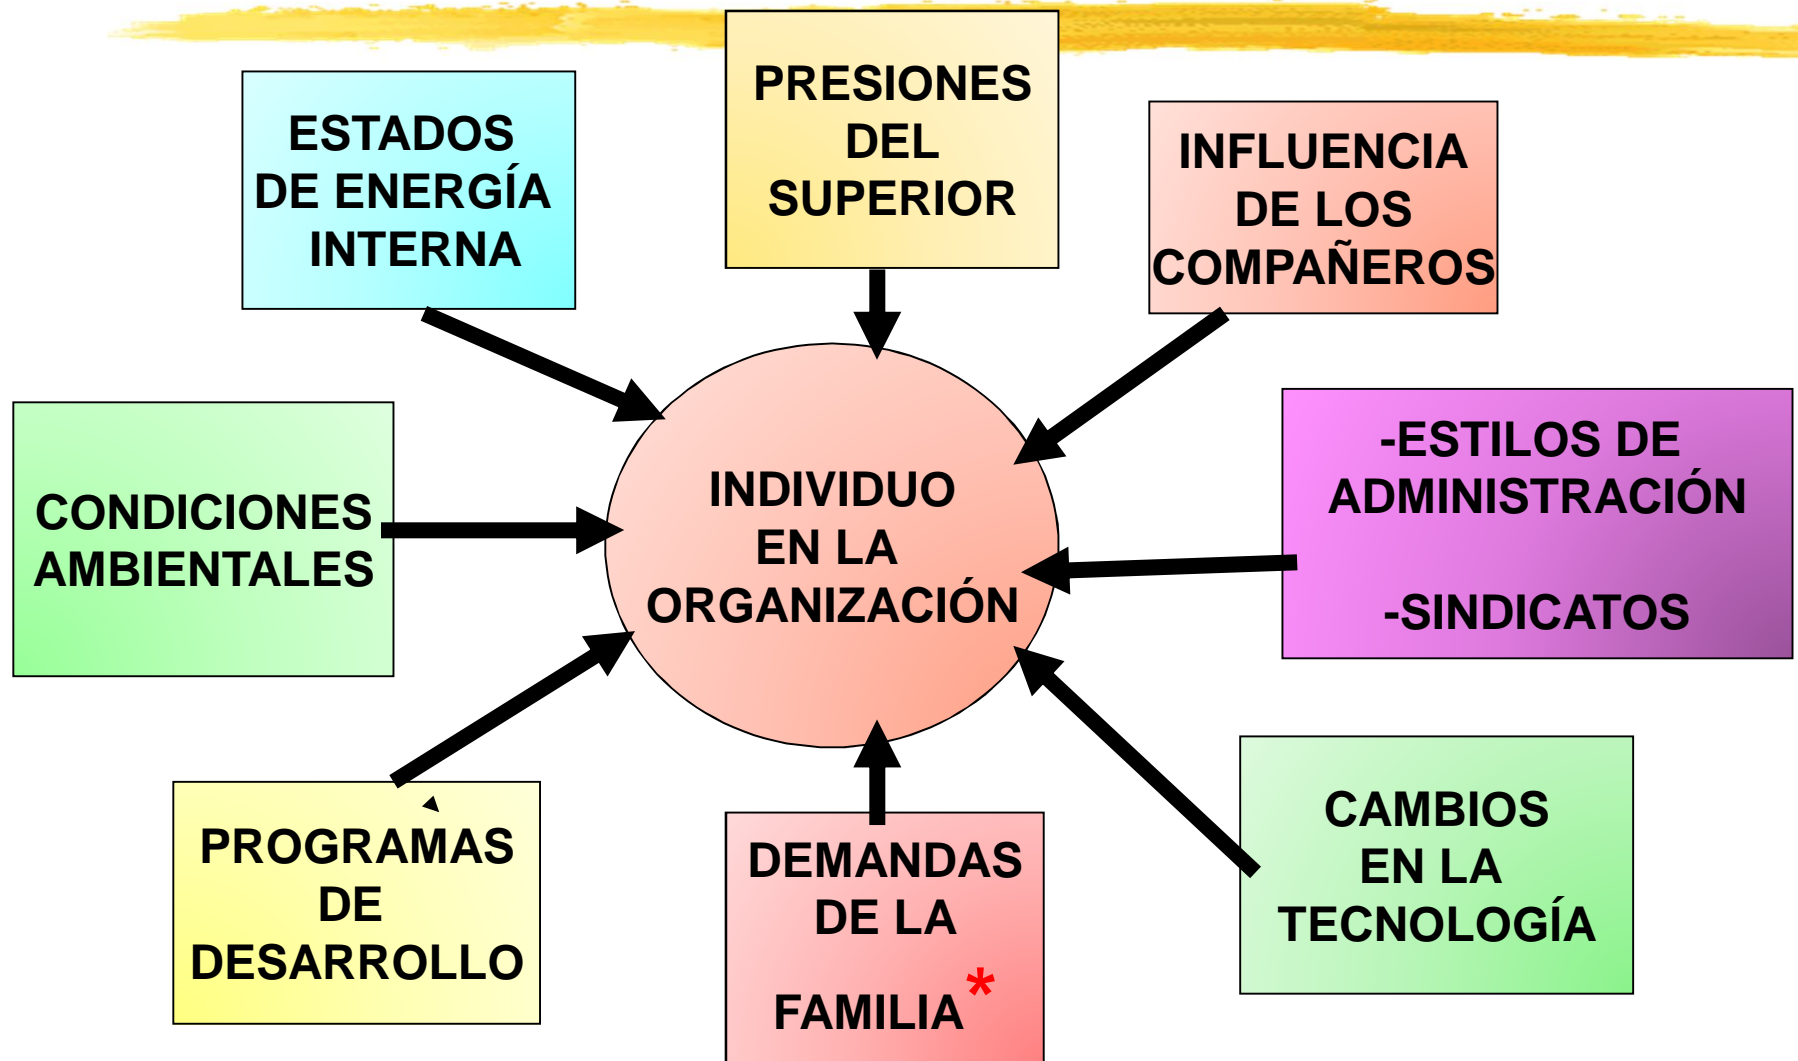 PRESIONES
DEL
SUPERIOR
ESTADOS
DE ENERGÍA
INTERNA
INFLUENCIA
DE LOS
COMPAÑEROS
CONDICIONES
AMBIENTALES
INDIVIDUO
EN LA
ORGANIZACIÓN
-ESTILOS DE
ADMINISTRACIÓN
-SINDICATOS
PROGRAMAS
DE
DESARROLLO
DEMANDAS
DE LA
FAMILIA*
CAMBIOS
EN LA
TECNOLOGÍA